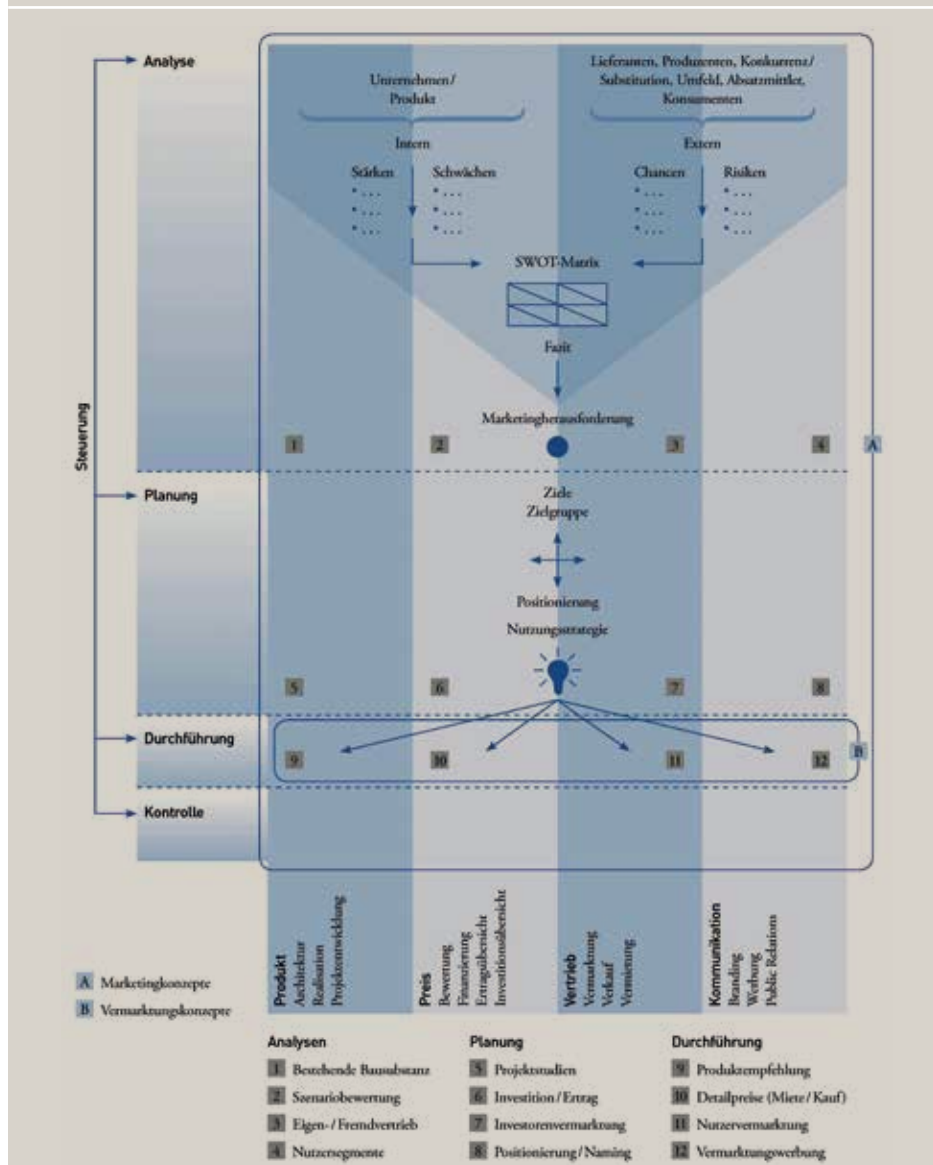 Analyse
Unternehmen/
Produkt
Lieferanten, Produzenten, Konkurrenz/
Substitution, Umfeld, Absatzmittler,
Konsumenten
Intern
Extern
Stärken
Schwächen
Chancen
Risiken
• ...
• ...
• ...
• ...
• ...
• ...
• ...
• ...
• ...
• ...
• ...
• ...
SWOT-Matrix
Fazit
Marketingherausforderung
1
2
3
4
A
Steuerung
Planung
Ziele
Zielgruppe
Positionierung
Nutzungsstrategie
5
6
7
8
Durchführung
B
9
10
11
12
Kontrolle
Produkt
Architektur
Realisation
Projektentwicklung
Preis
Bewertung
Finanzierung
Ertragsübersicht
Investitionsübersicht
Vertrieb
Vermarktung
Verkauf
Vermietung
Kommunikation
Branding
Werbung
Public Relations
A Marketingkonzepte
B Vermarktungskonzepte
Analysen
1 Bestehende Bausubstanz
2 Szenariobewertung
3 Eigen-/Fremdvertrieb
4 Nutzersegmente
Planung
5 Projektstudien
6 Investition/Ertrag
7 Investorenvermarktung
8 Positionierung/Naming
Durchführung
9 Produktempfehlung
10 Detailpreise (Miete/Kauf)
11 Nutzervermarktung
12 Vermarktungswerbung